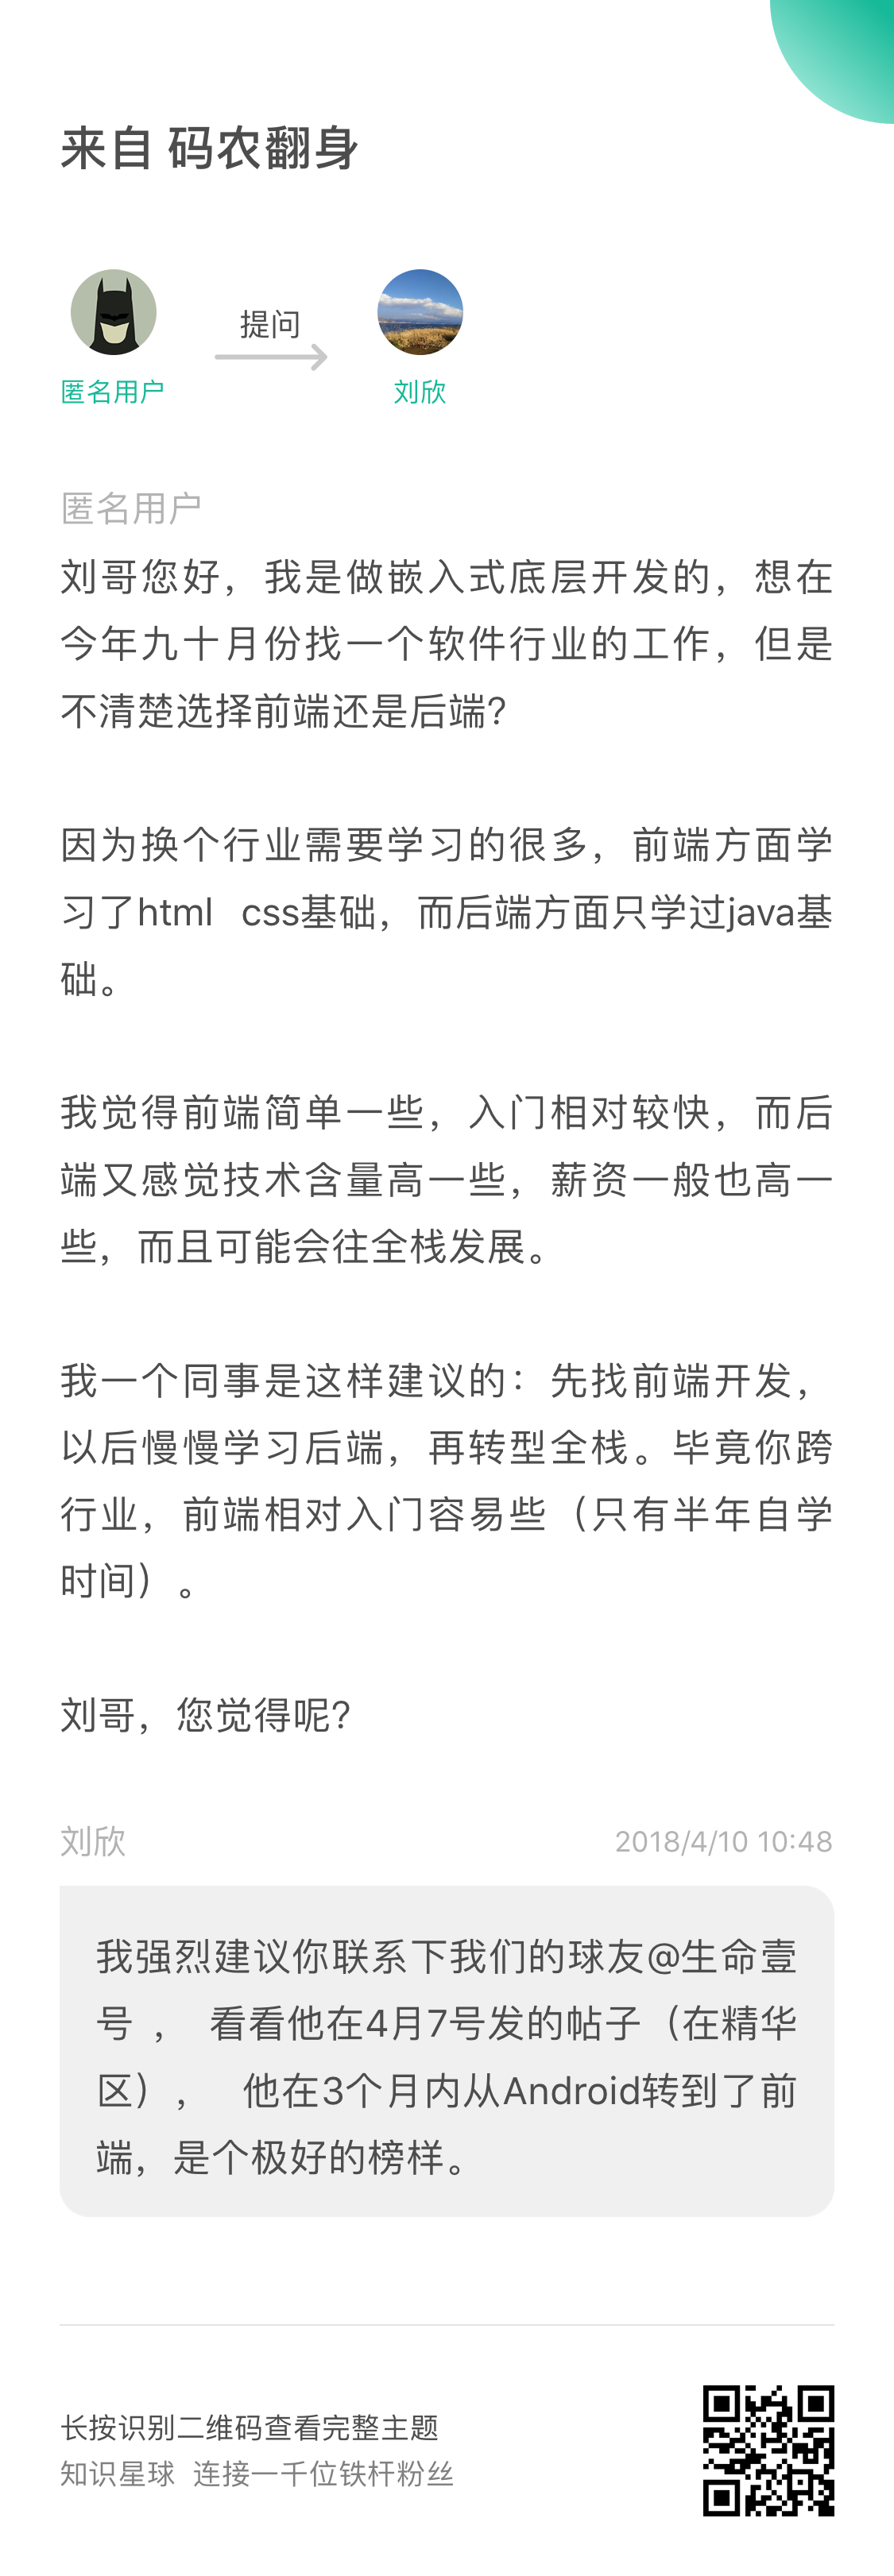 来自 码农翻身
提问
匿名用户
刘欣
匿名用户
刘哥您好，我是做嵌入式底层开发的，想在
今年九十月份找一个软件行业的工作，但是
不清楚选择前端还是后端?
因为换个行业需要学习的很多，前端方面学
习了html css基础，而后端方面只学过java基
础。
我觉得前端简单一些，入门相对较快，而后
端又感觉技术含量高一些，薪资一般也高一
些，而且可能会往全栈发展。
我一个同事是这样建议的：先找前端开发，
以后慢慢学习后端，再转型全栈。毕竟你跨
行业，前端相对入门容易些（只有半年自学
时间）。
刘哥，您觉得呢?
刘欣 2018/4/10 10:48
我强烈建议你联系下我们的球友@生命壹
号 ， 看看他在4月7号发的帖子（在精华
区）， 他在3个月内从Android转到了前
端，是个极好的榜样。
长按识别二维码查看完整主题
知识星球 连接一千位铁杆粉丝